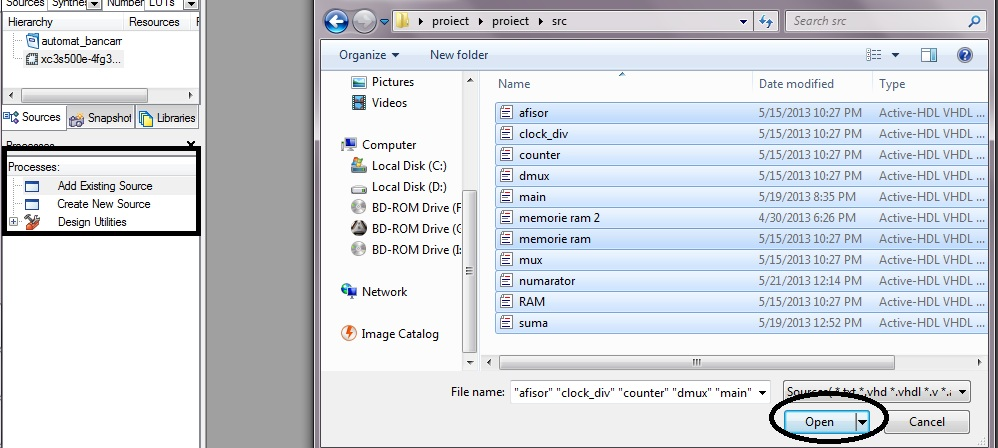 Sources Number LUTs
Hierarchy Resources
automat_bancarr
xc3s500e-4fg3...
Sources Snapshot Libraries
Processes:
Add Existing Source
Create New Source
Design Utilities
proiect proiect src
Search src
Organize New folder
Pictures
Videos
Computer
Local Disk (C:)
Local Disk (D:)
BD-ROM Drive (F
BD-ROM Drive (G
BD-ROM Drive (I:
Network
Image Catalog
Name Date modified Type
afisor 5/15/2013 10:27 PM Active-HDL VHDL ...
clock_div 5/15/2013 10:27 PM Active-HDL VHDL ...
counter 5/15/2013 10:27 PM Active-HDL VHDL ...
dmux 5/15/2013 10:27 PM Active-HDL VHDL ...
main 5/19/2013 8:35 PM Active-HDL VHDL ...
memorie ram 2 4/30/2013 6:26 PM Active-HDL VHDL ...
memorie ram 5/15/2013 10:27 PM Active-HDL VHDL ...
mux 5/15/2013 10:27 PM Active-HDL VHDL ...
numarator 5/21/2013 12:14 PM Active-HDL VHDL ...
RAM 5/15/2013 10:27 PM Active-HDL VHDL ...
suma 5/19/2013 12:52 PM Active-HDL VHDL ...
File name: "afisor" "clock_div" "counter" "dmux" "main" Sources( *.txt *.vhd *.vhdl *.v *.
Open Cancel